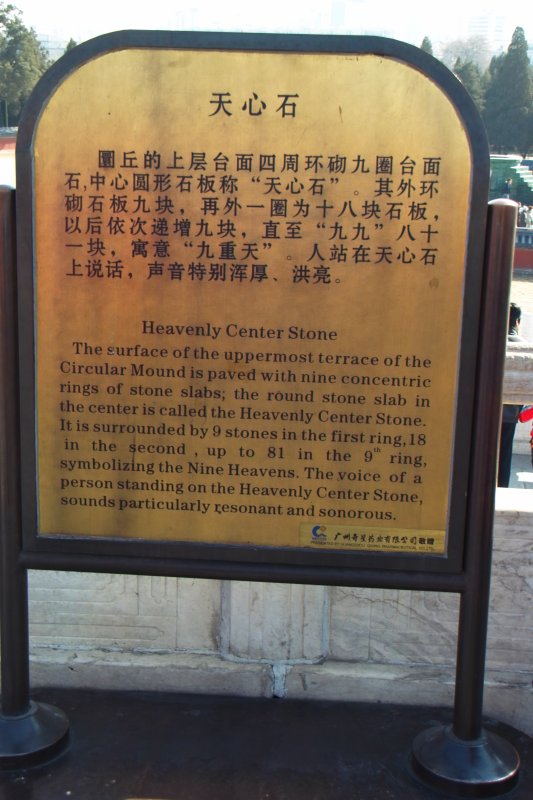 天心石
圜丘的上层台面四周环砌九圈台面
石,中心圆形石板称“天心石”。其外环
砌石板九块,再外一圈为十八块石板,
以后依次递增九块,直至“九九”八十
一块,寓意“九重天”。人站在天心石
上说话,声音特别浑厚、洪亮。
Heavenly Center Stone
The surface of the uppermost terrace of the
Circular Mound is paved with nine concentric
rings of stone slabs; the round stone slab in
the center is called the Heavenly Center Stone.
It is surrounded by 9 stones in the first ring, 18
in the second , up to 81 in the 9th ring,
symbolizing the Nine Heavens. The voice of a
person standing on the Heavenly Center Stone,
sounds particularly resonant and sonorous.
广州奇星药业有限公司敬赠
PRESENTED BY GUANGZHOU QIXING PHARMACEUTICAL CO.,LTD.